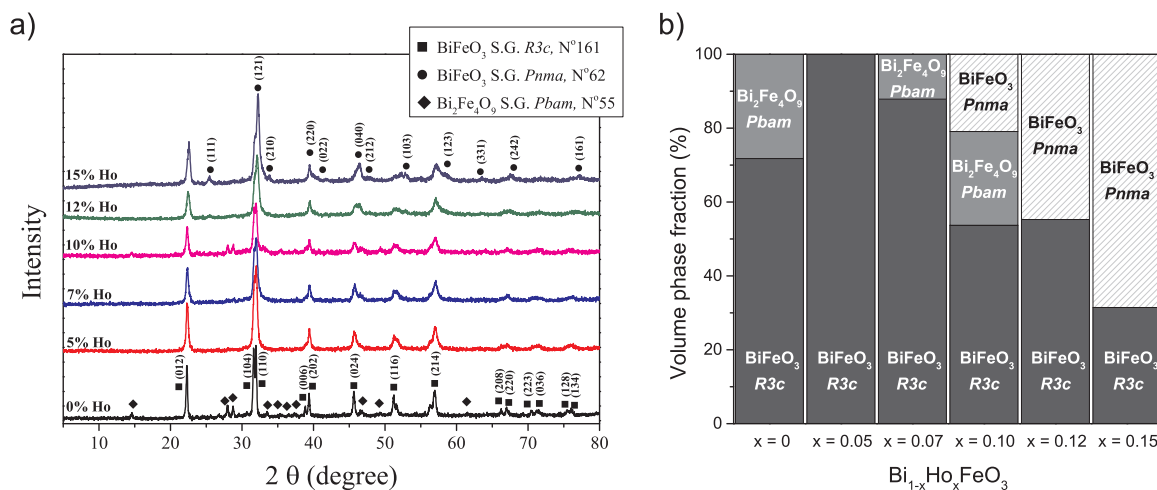 a)
■ BiFeO₃ S.G. R3c, N°161
● BiFeO₃ S.G. Pnma, N°62
◆ Bi₂Fe₄O₉ S.G. Pbam, N°55
(121)
(111)
(210)
(220)
(022)
(040)
(212)
(103)
(123)
(331)
(242)
(161)
15% Ho
12% Ho
10% Ho
7% Ho
5% Ho
0% Ho
(012)
(104)
(110)
(006)
(202)
(024)
(116)
(214)
(208)
(220)
(223)
(036)
(128)
(134)
Intensity
10 20 30 40 50 60 70 80
2 θ (degree)
b)
Volume phase fraction (%)
100
80
60
40
20
0
Bi₂Fe₄O₉
Pbam
BiFeO₃
R3c
Bi₂Fe₄O₉
Pbam
BiFeO₃
R3c
BiFeO₃
Pnma
Bi₂Fe₄O₉
Pbam
BiFeO₃
R3c
BiFeO₃
Pnma
BiFeO₃
R3c
BiFeO₃
Pnma
BiFeO₃
R3c
x = 0 x = 0.05 x = 0.07 x = 0.10 x = 0.12 x = 0.15
Bi₁₋ₓHoₓFeO₃